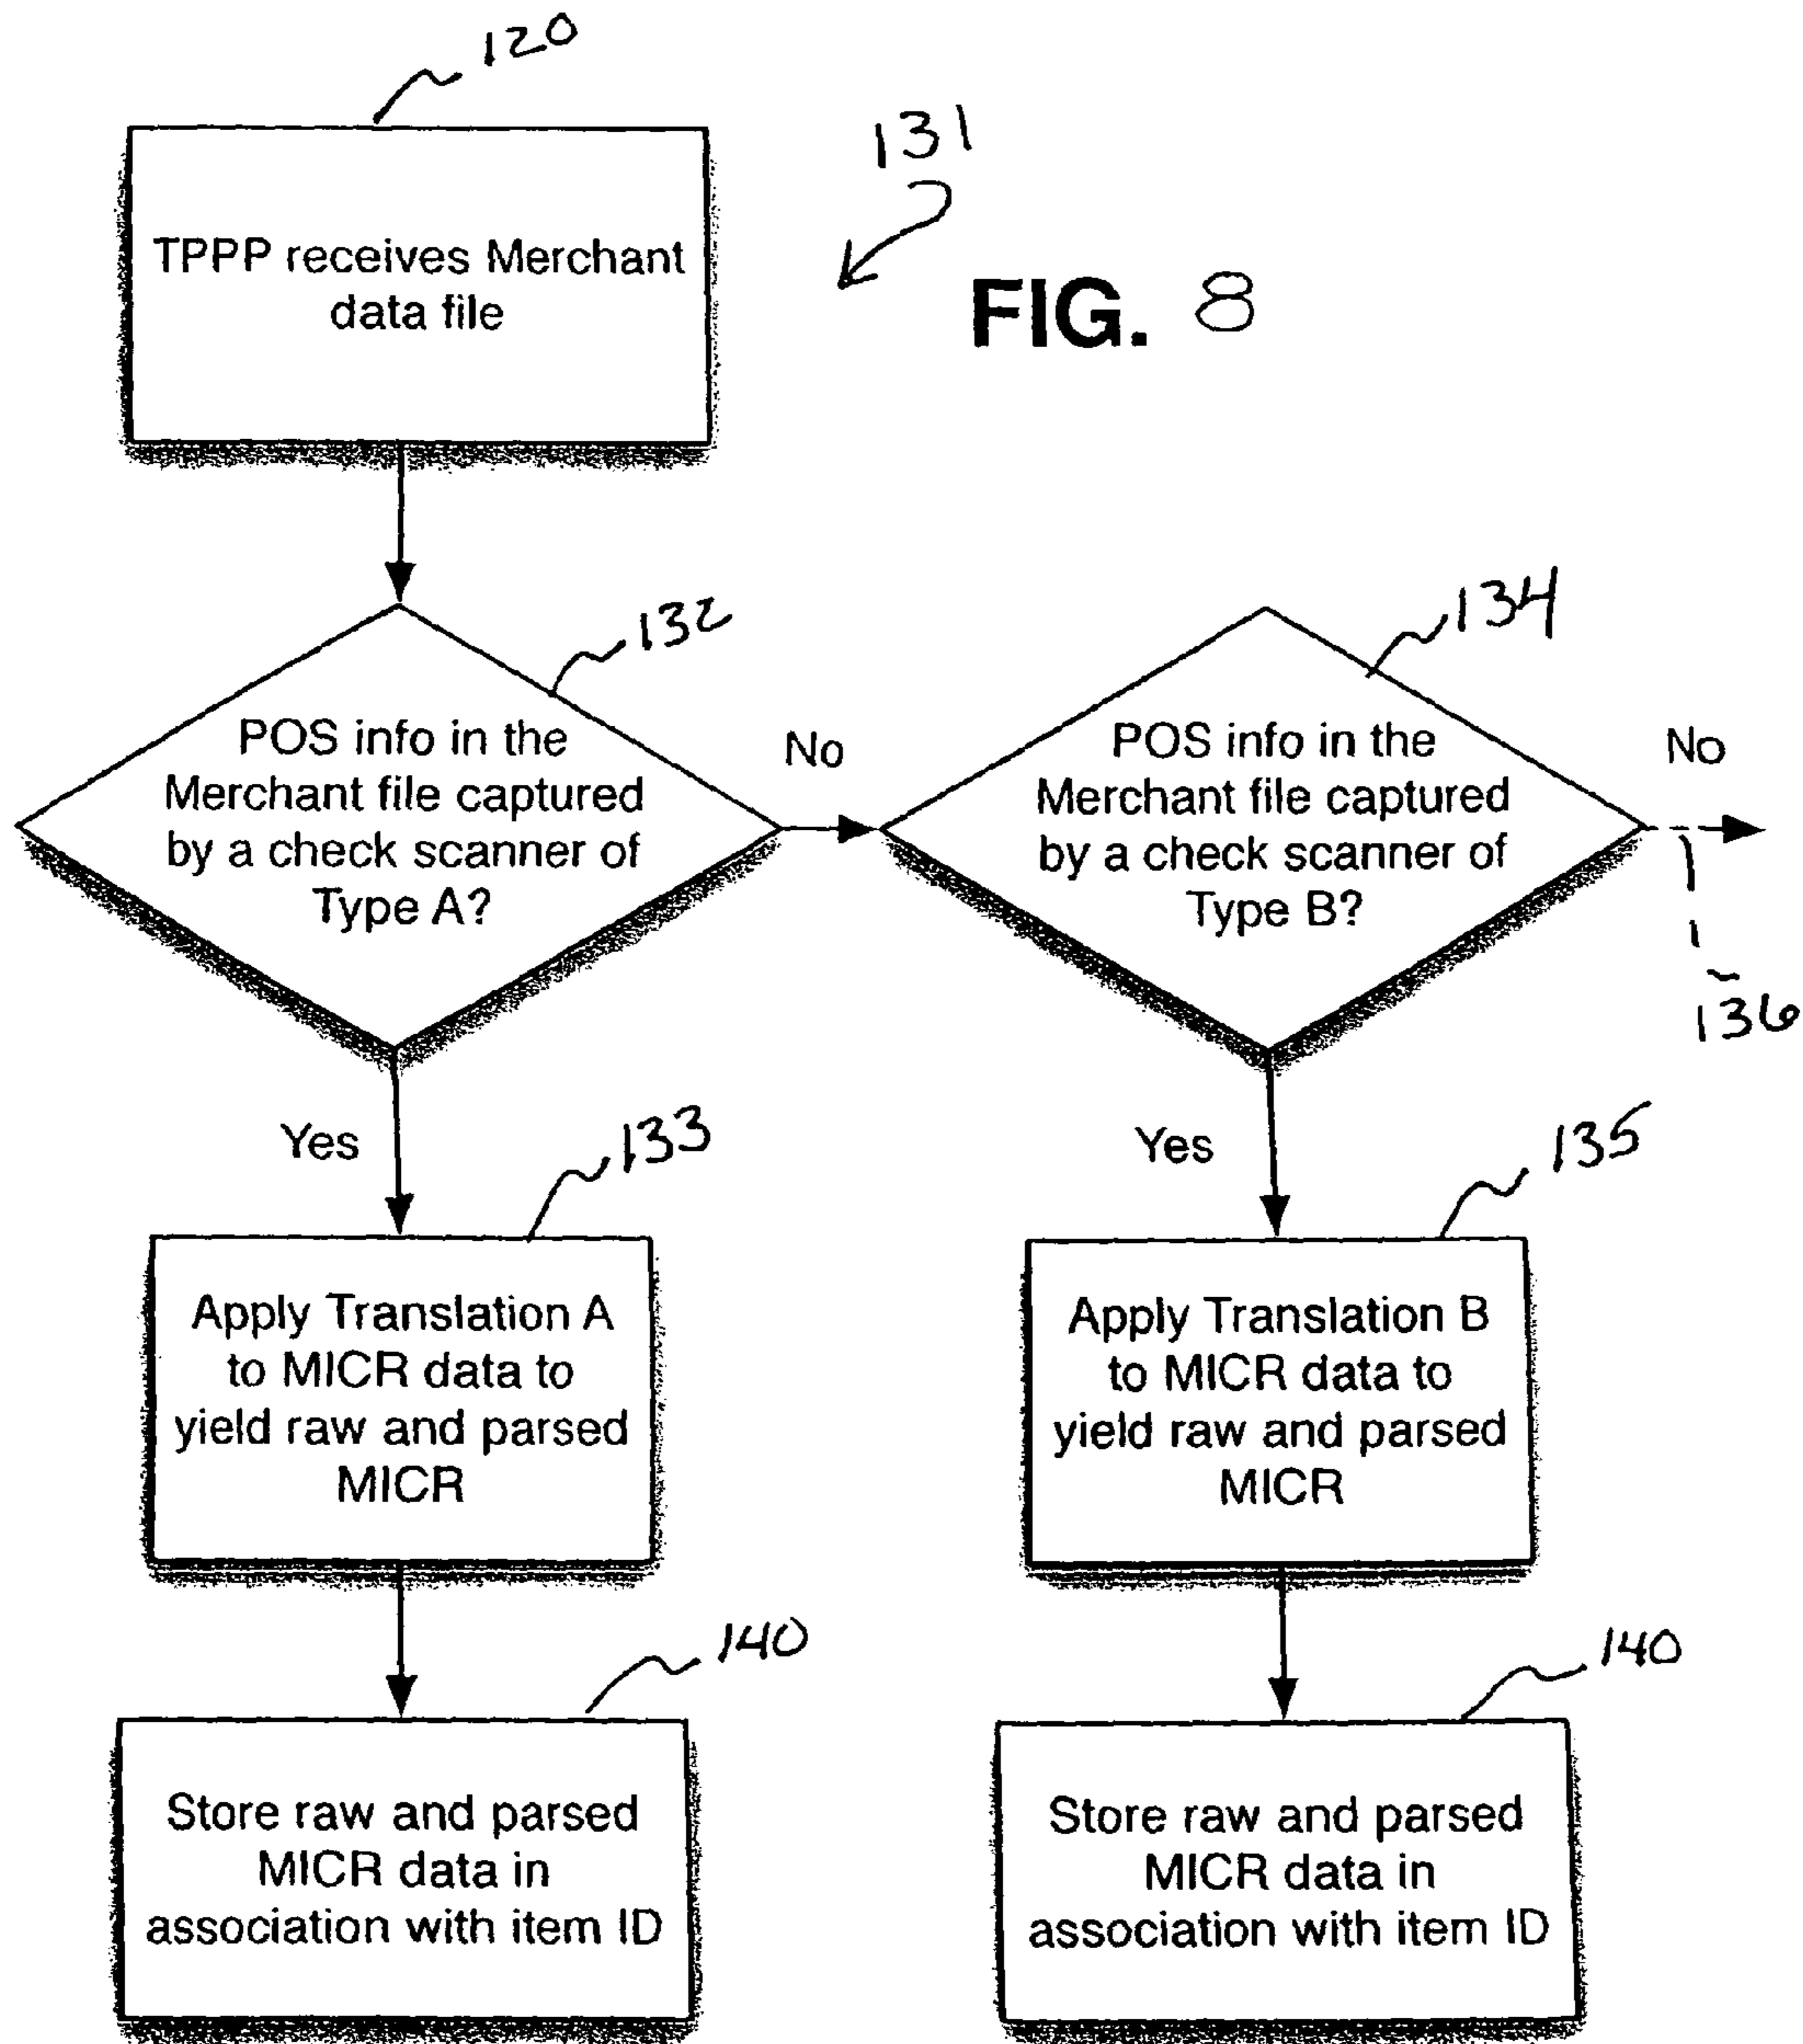 120
131
TPPP receives Merchant
data file
FIG. 8
132
134
POS info in the
Merchant file captured
by a check scanner of
Type A?
No
POS info in the
Merchant file captured
by a check scanner of
Type B?
No
136
Yes
133
Yes
135
Apply Translation A
to MICR data to
yield raw and parsed
MICR
Apply Translation B
to MICR data to
yield raw and parsed
MICR
140
140
Store raw and parsed
MICR data in
association with item ID
Store raw and parsed
MICR data in
association with item ID